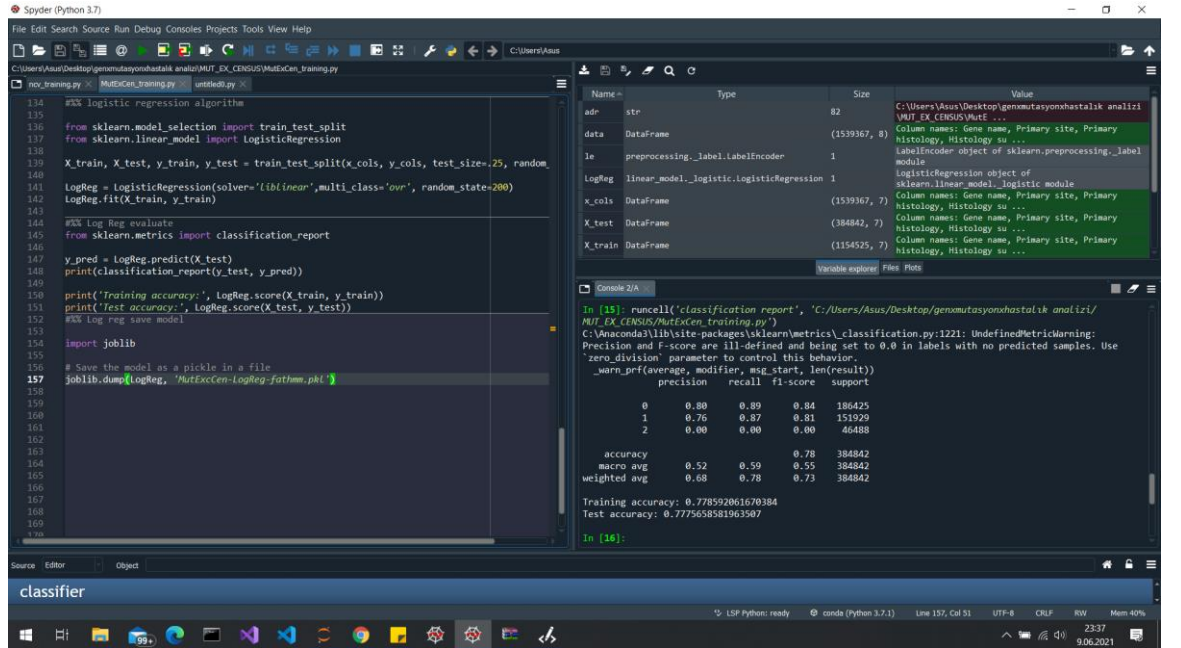 Spyder (Python 3.7)
File Edit Search Source Run Debug Consoles Projects Tools View Help
C:\Users\Asus
C:\Users\Asus\Desktop\genxmutasyonxhastalık analizi\MUT_EX_CENSUS\MutExCen_training.py
ncv_training.py MutExCen_training.py untitled0.py
134 #%% logistic regression algorithm
135
136 from sklearn.model_selection import train_test_split
137 from sklearn.linear_model import LogisticRegression
138
139 X_train, X_test, y_train, y_test = train_test_split(x_cols, y_cols, test_size=.25, random_
140
141 LogReg = LogisticRegression(solver='liblinear',multi_class='ovr', random_state=200)
142 LogReg.fit(X_train, y_train)
143
144 #%% Log Reg evaluate
145 from sklearn.metrics import classification_report
146
147 y_pred = LogReg.predict(X_test)
148 print(classification_report(y_test, y_pred))
149
150 print('Training accuracy:', LogReg.score(X_train, y_train))
151 print('Test accuracy:', LogReg.score(X_test, y_test))
152 #%% Log reg save model
153
154 import joblib
155
156 # Save the model as a pickle in a file
157 joblib.dump(LogReg, 'MutExcCen-LogReg-fathmm.pkl')
158
159
160
161
162
163
164
165
166
167
168
169
170
Name Type Size Value
adr str 82 C:\Users\Asus\Desktop\genxmutasyonxhastalık analizi
\MUT_EX_CENSUS\MutE ...
data DataFrame (1539367, 8) Column names: Gene name, Primary site, Primary
histology, Histology su ...
le preprocessing._label.LabelEncoder 1 LabelEncoder object of sklearn.preprocessing._label
module
LogReg linear_model._logistic.LogisticRegression 1 LogisticRegression object of
sklearn.linear_model._logistic module
x_cols DataFrame (1539367, 7) Column names: Gene name, Primary site, Primary
histology, Histology su ...
X_test DataFrame (384842, 7) Column names: Gene name, Primary site, Primary
histology, Histology su ...
X_train DataFrame (1154525, 7) Column names: Gene name, Primary site, Primary
histology, Histology su ...
Variable explorer Files Plots
Console 2/A
In [15]: runcell('classification report', 'C:/Users/Asus/Desktop/genxmutasyonxhastalık analizi/
MUT_EX_CENSUS/MutExCen_training.py')
C:\Anaconda3\lib\site-packages\sklearn\metrics\_classification.py:1221: UndefinedMetricWarning:
Precision and F-score are ill-defined and being set to 0.0 in labels with no predicted samples. Use
`zero_division` parameter to control this behavior.
_warn_prf(average, modifier, msg_start, len(result))
precision recall f1-score support
0 0.80 0.89 0.84 186425
1 0.76 0.87 0.81 151929
2 0.00 0.00 0.00 46488
accuracy 0.78 384842
macro avg 0.52 0.59 0.55 384842
weighted avg 0.68 0.78 0.73 384842
Training accuracy: 0.778592061670384
Test accuracy: 0.7775658581963507
In [16]:
Source Editor Object
classifier
LSP Python: ready conda (Python 3.7.1) Line 157, Col 51 UTF-8 CRLF RW Mem 40%
99+
23:37
9.06.2021